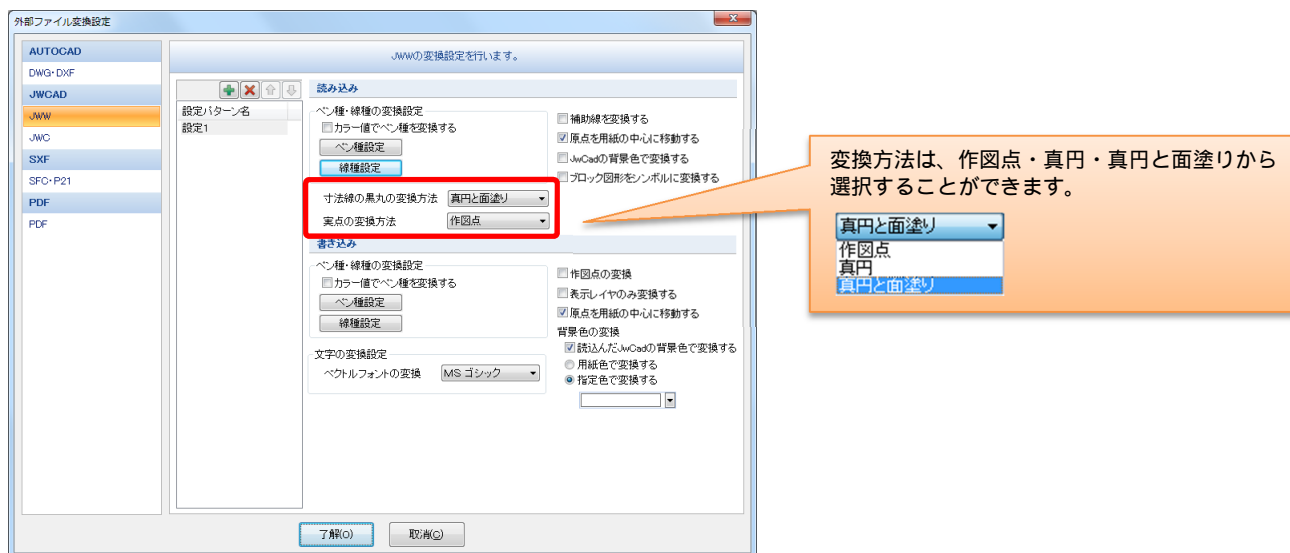 外部ファイル変換設定
AUTOCAD
DWG・DXF
JWCAD
JWW
JWC
SXF
SFC・P21
PDF
PDF
JWWの変換設定を行います。
設定パターン名
設定1
読み込み
ペン種・線種の変換設定
カラー値でペン種を変換する
ペン種設定
線種設定
補助線を変換する
原点を用紙の中心に移動する
JwCadの背景色で変換する
ブロック図形をシンボルに変換する
寸法線の黒丸の変換方法 真円と面塗り
実点の変換方法 作図点
書き込み
ペン種・線種の変換設定
カラー値でペン種を変換する
ペン種設定
線種設定
文字の変換設定
ベクトルフォントの変換 MS ゴシック
作図点の変換
表示レイヤのみ変換する
原点を用紙の中心に移動する
背景色の変換
読込んだJwCadの背景色で変換する
用紙色で変換する
指定色で変換する
了解(O)
取消(C)
変換方法は、作図点・真円・真円と面塗りから
選択することができます。
真円と面塗り
作図点
真円
真円と面塗り